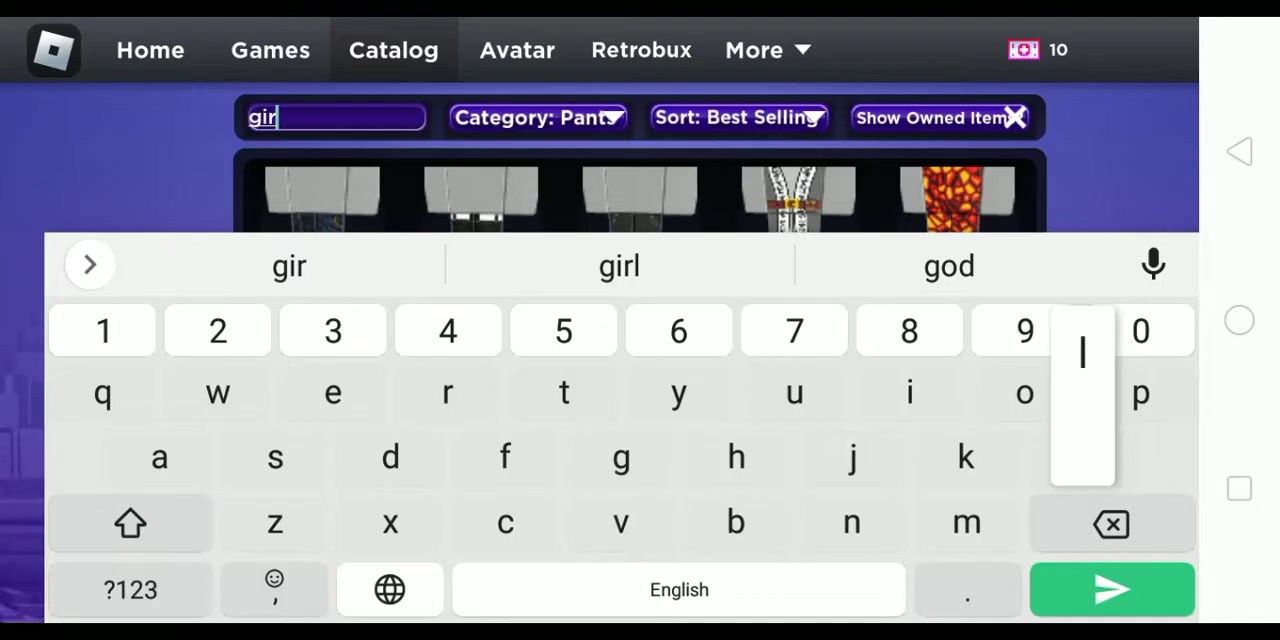 Home Games Catalog Avatar Retrobux More 10
gir Category: Pants Sort: Best Selling Show Owned Item
gir girl god
1 2 3 4 5 6 7 8 9 0
l
q w e r t y u i o p
a s d f g h j k
z x c v b n m
?123 , English .